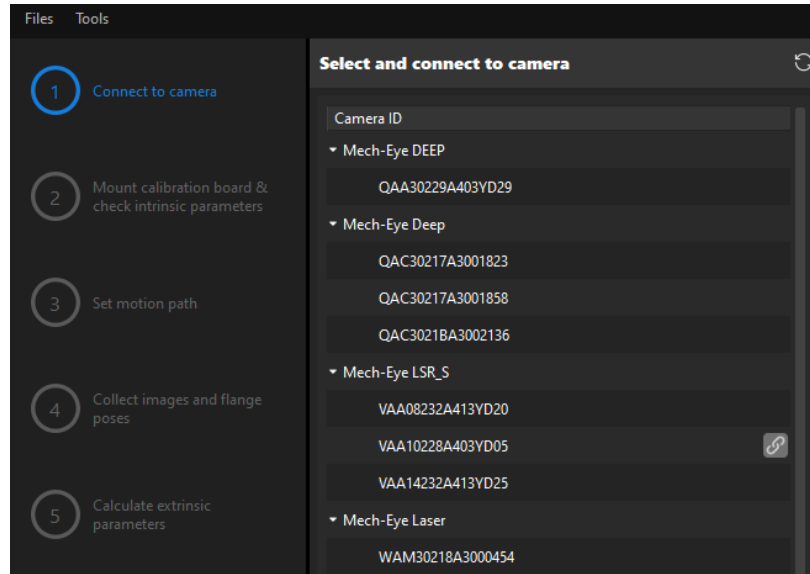 Files Tools
1 Connect to camera
2 Mount calibration board &
check intrinsic parameters
3 Set motion path
4 Collect images and flange
poses
5 Calculate extrinsic
parameters
Select and connect to camera
Camera ID
Mech-Eye DEEP
QAA30229A403YD29
Mech-Eye Deep
QAC30217A3001823
QAC30217A3001858
QAC3021BA3002136
Mech-Eye LSR_S
VAA08232A413YD20
VAA10228A403YD05
VAA14232A413YD25
Mech-Eye Laser
WAM30218A3000454